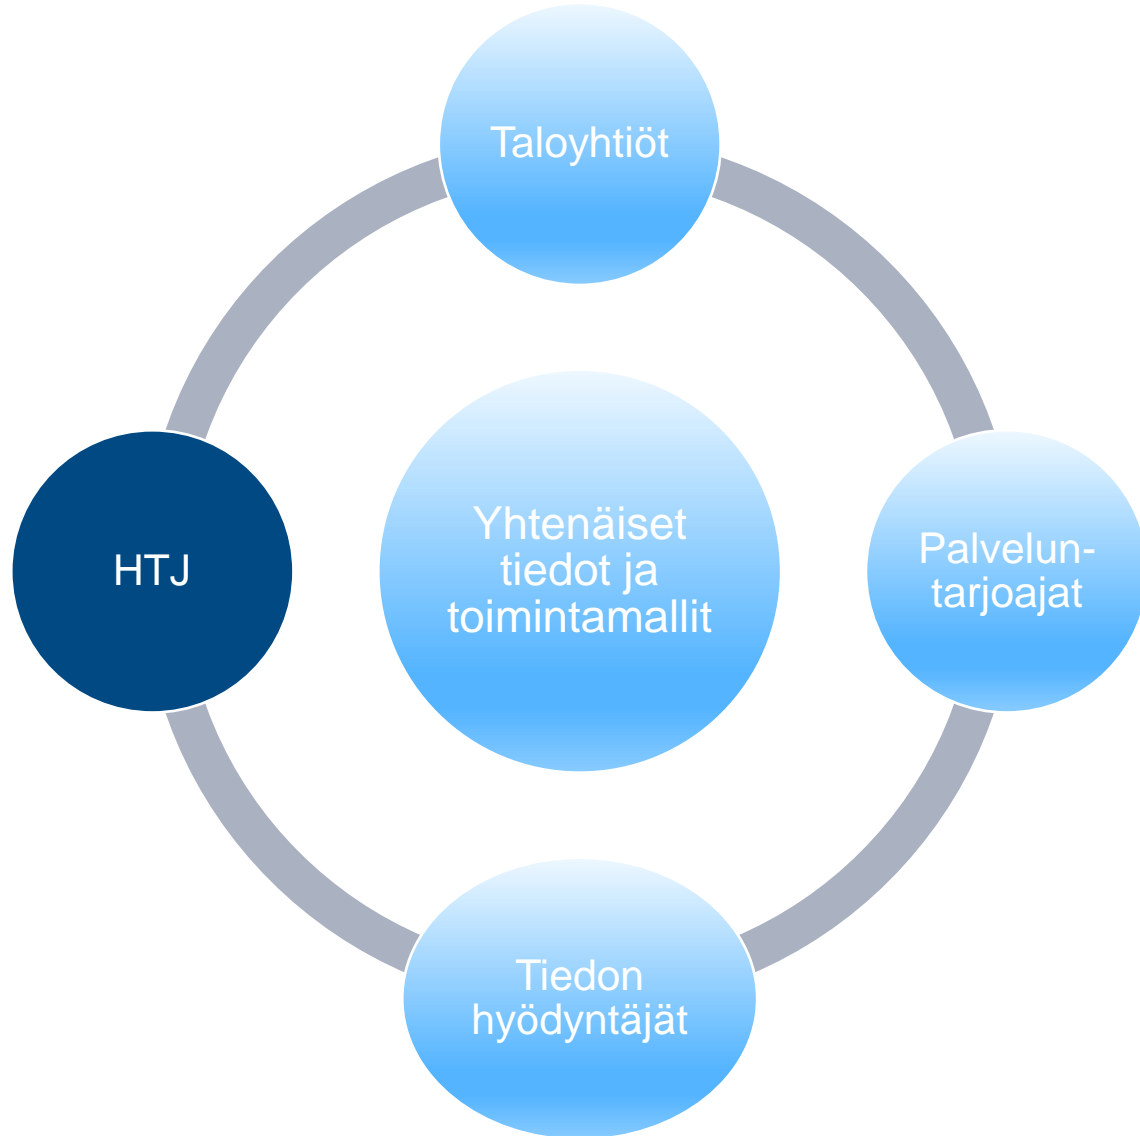 Taloyhtiöt
HTJ
Yhtenäiset
tiedot ja
toimintamallit
Palvelun-
tarjoajat
Tiedon
hyödyntäjät